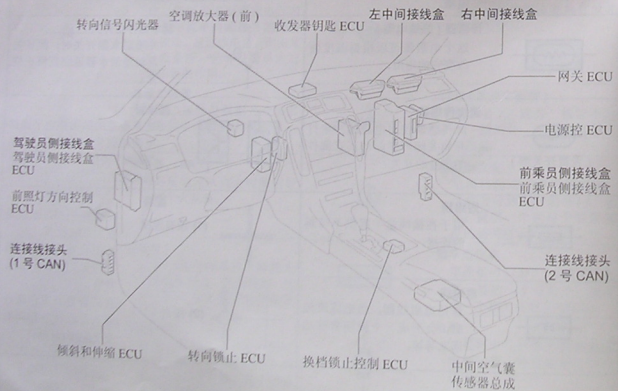 转向信号闪光器
空调放大器 ( 前 )
收发器钥匙 ECU
左中间接线盒
右中间接线盒
网关 ECU
电源控 ECU
驾驶员侧接线盒
驾驶员侧接线盒
ECU
前照灯方向控制
ECU
连接线接头
(1 号 CAN)
前乘员侧接线盒
前乘员侧接线盒
ECU
连接线接头
(2 号 CAN)
倾斜和伸缩 ECU
转向锁止 ECU
换档锁止控制 ECU
中间空气囊
传感器总成